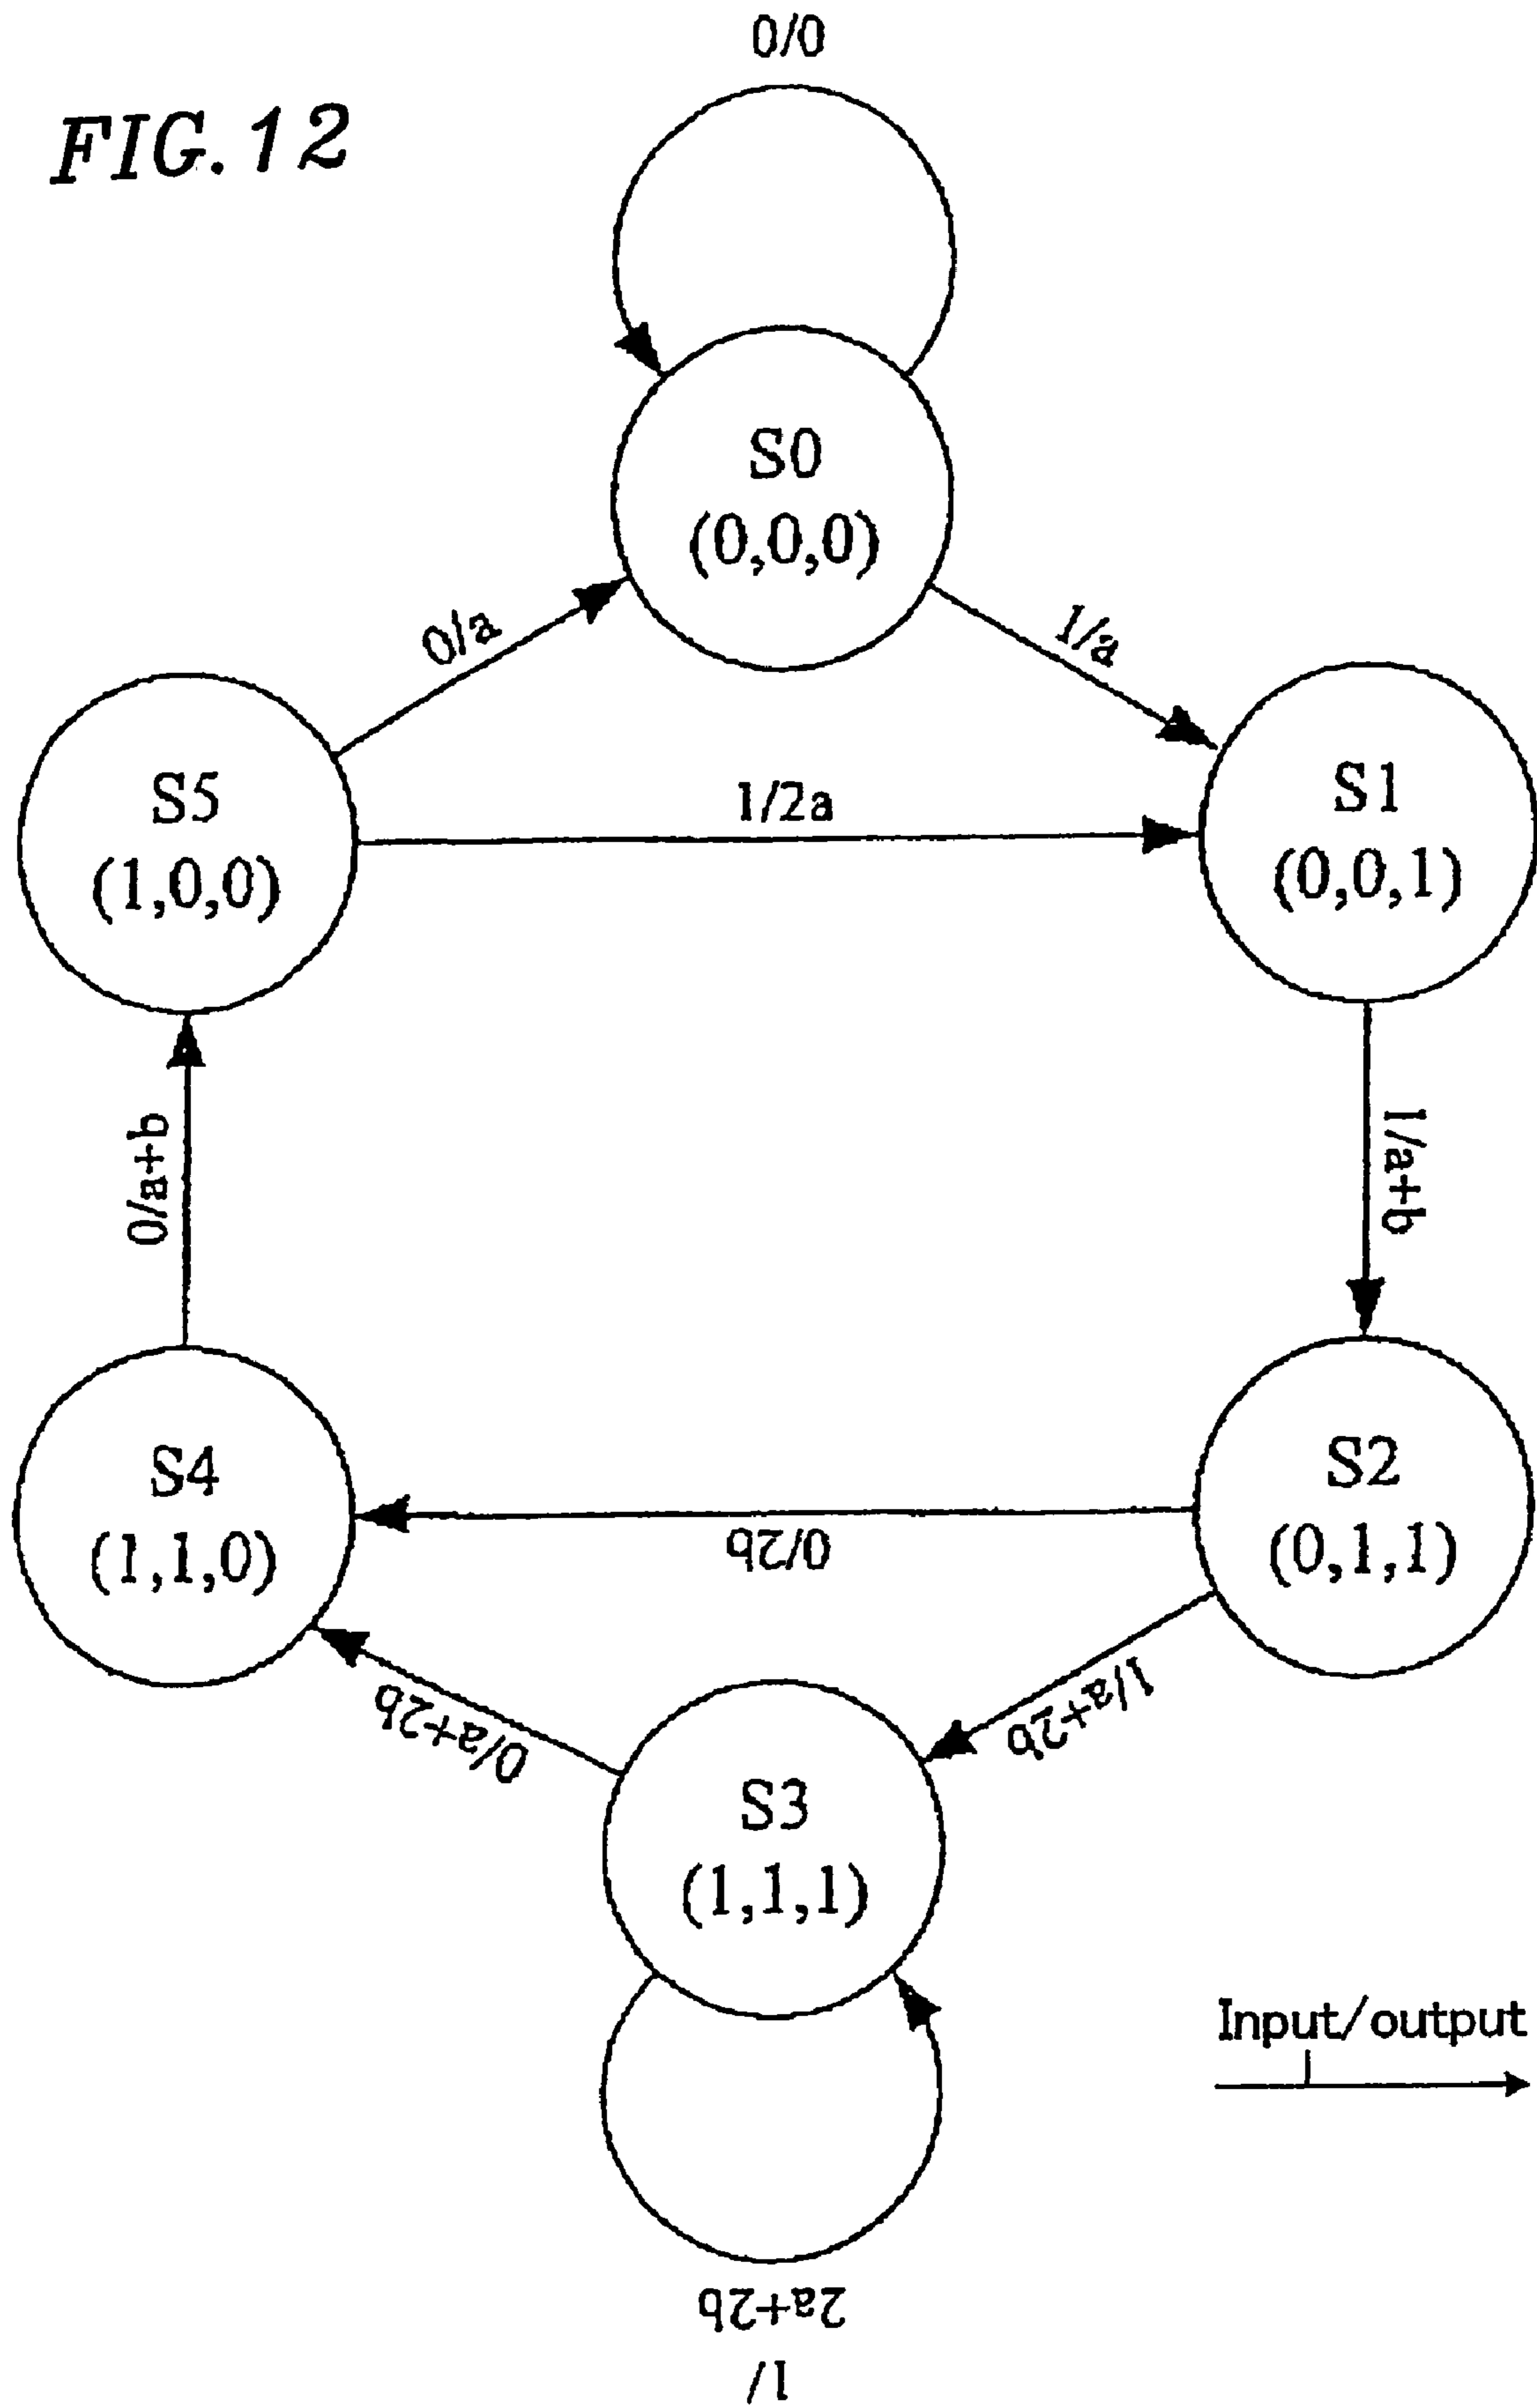 FIG. 12
0/0
S0
(0,0,0)
0/a
1/a
S5
(1,0,0)
1/2a
S1
(0,0,1)
0/a+b
1/a+b
S4
(1,1,0)
0/2b
S2
(0,1,1)
0/a+2b
1/a+2b
S3
(1,1,1)
Input/output
1/
2a+2b